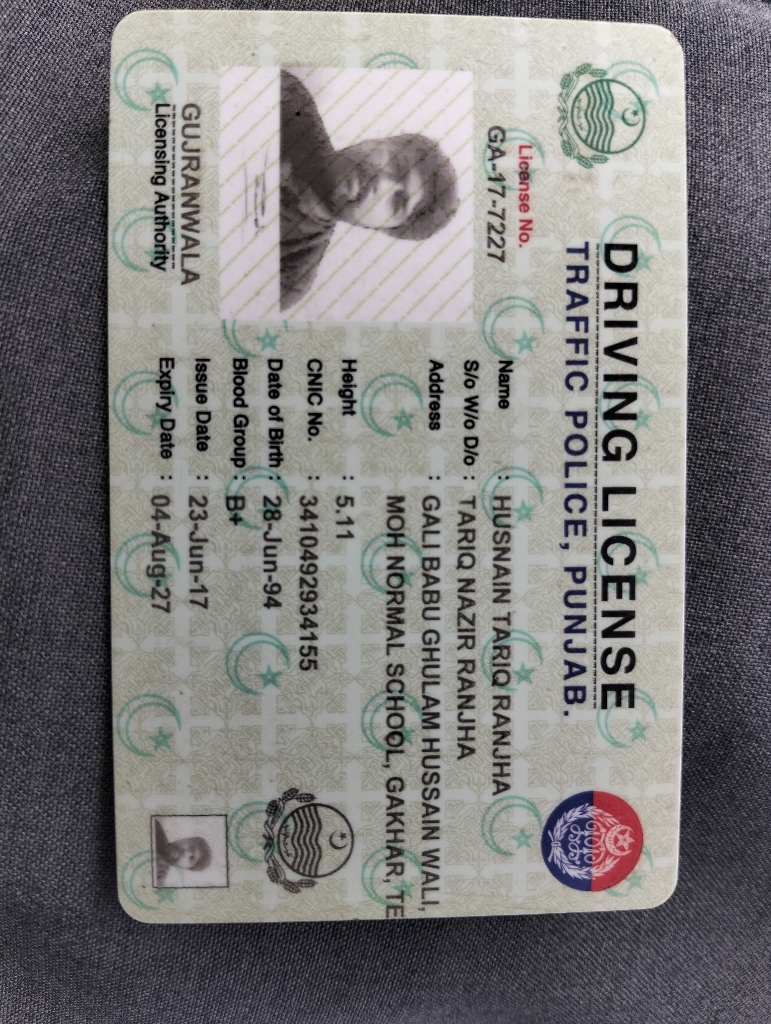 DRIVING LICENSE
TRAFFIC POLICE, PUNJAB.
License No.
GA-17-7227
Name : HUSNAIN TARIQ RANJHA
S/o W/o D/o : TARIQ NAZIR RANJHA
Address : GALI BABU GHULAM HUSSAIN WALI,
MOH NORMAL SCHOOL, GAKHAR, TE
Height : 5.11
CNIC No. : 3410492934155
Date of Birth : 28-Jun-94
Blood Group : B+
Issue Date : 23-Jun-17
Expiry Date : 04-Aug-27
GUJRANWALA
Licensing Authority